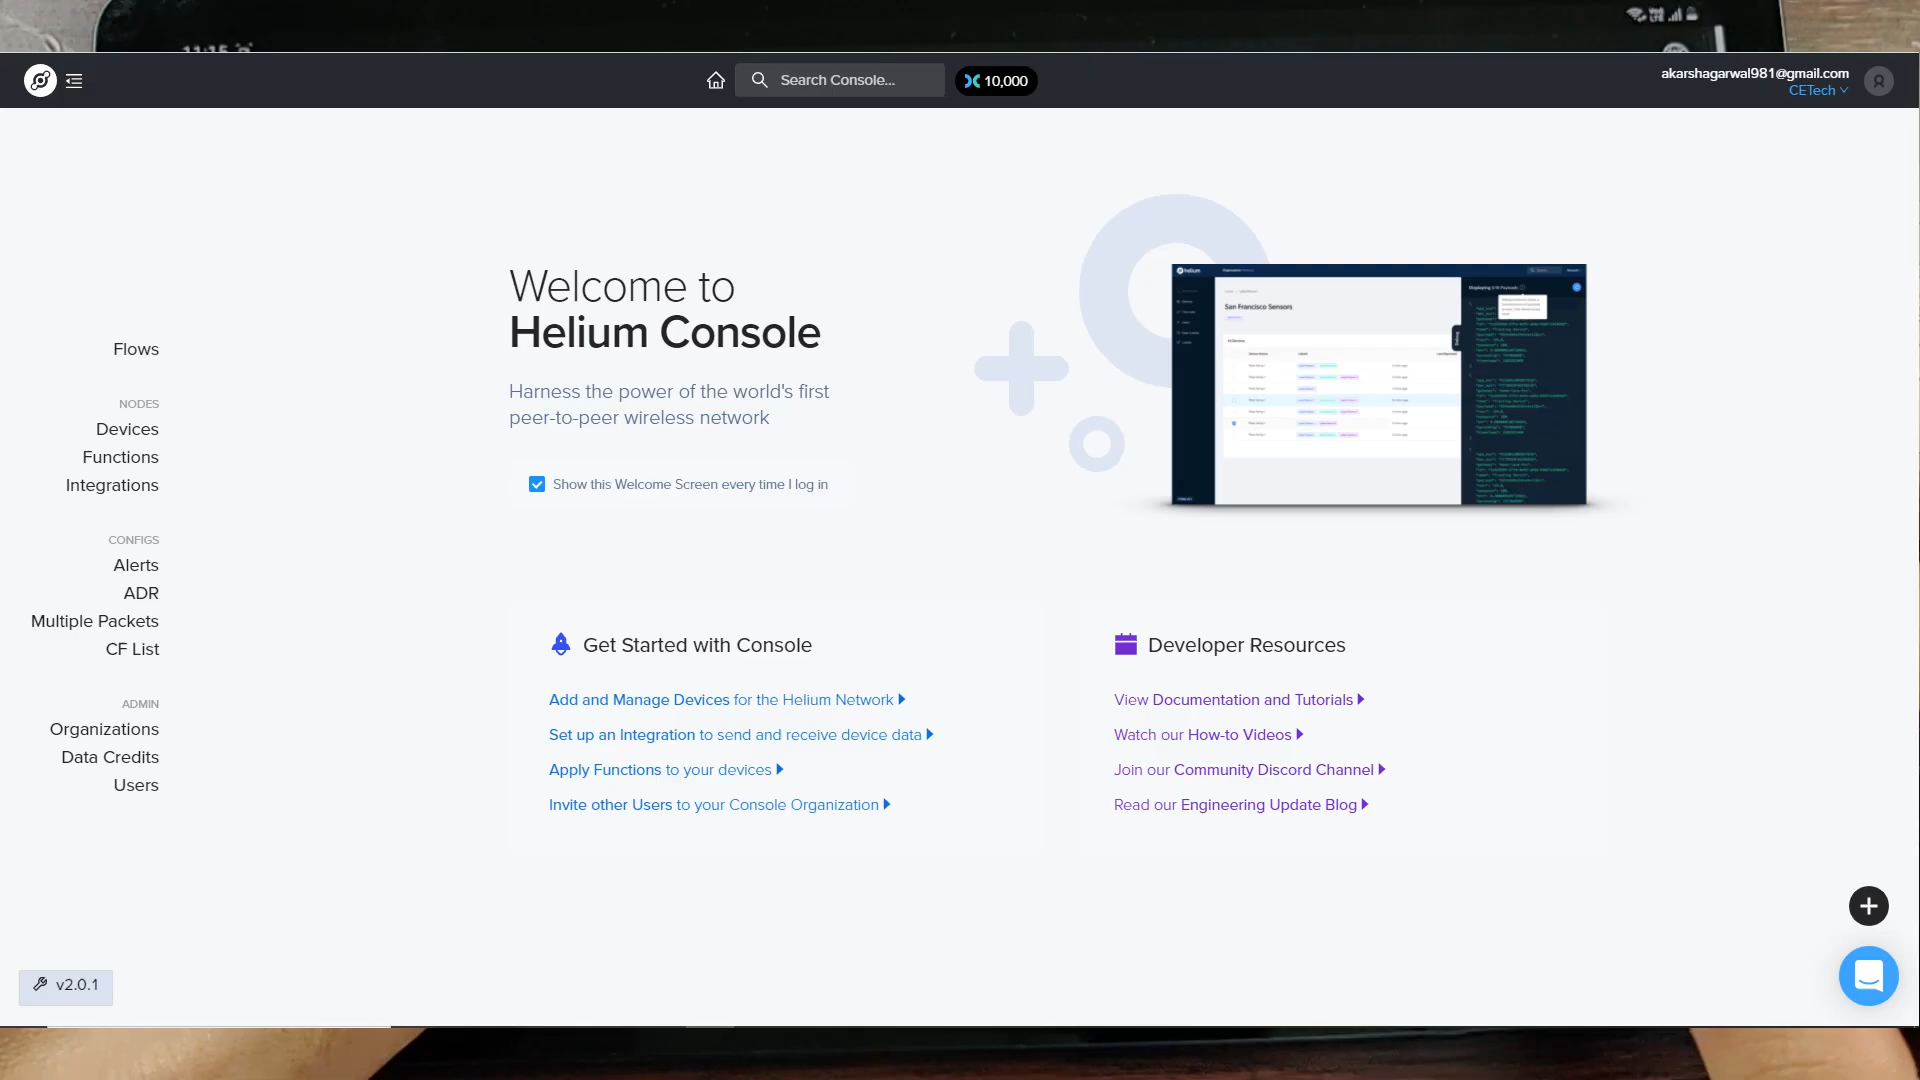 Search Console...
10,000
akarshagarwal981@gmail.com
CETech
Flows
NODES
Devices
Functions
Integrations
CONFIGS
Alerts
ADR
Multiple Packets
CF List
ADMIN
Organizations
Data Credits
Users
v2.0.1
Welcome to
Helium Console
Harness the power of the world's first
peer-to-peer wireless network
Show this Welcome Screen every time I log in
helium
San Francisco Sensors
Get Started with Console
Add and Manage Devices for the Helium Network
Set up an Integration to send and receive device data
Apply Functions to your devices
Invite other Users to your Console Organization
Developer Resources
View Documentation and Tutorials
Watch our How-to Videos
Join our Community Discord Channel
Read our Engineering Update Blog